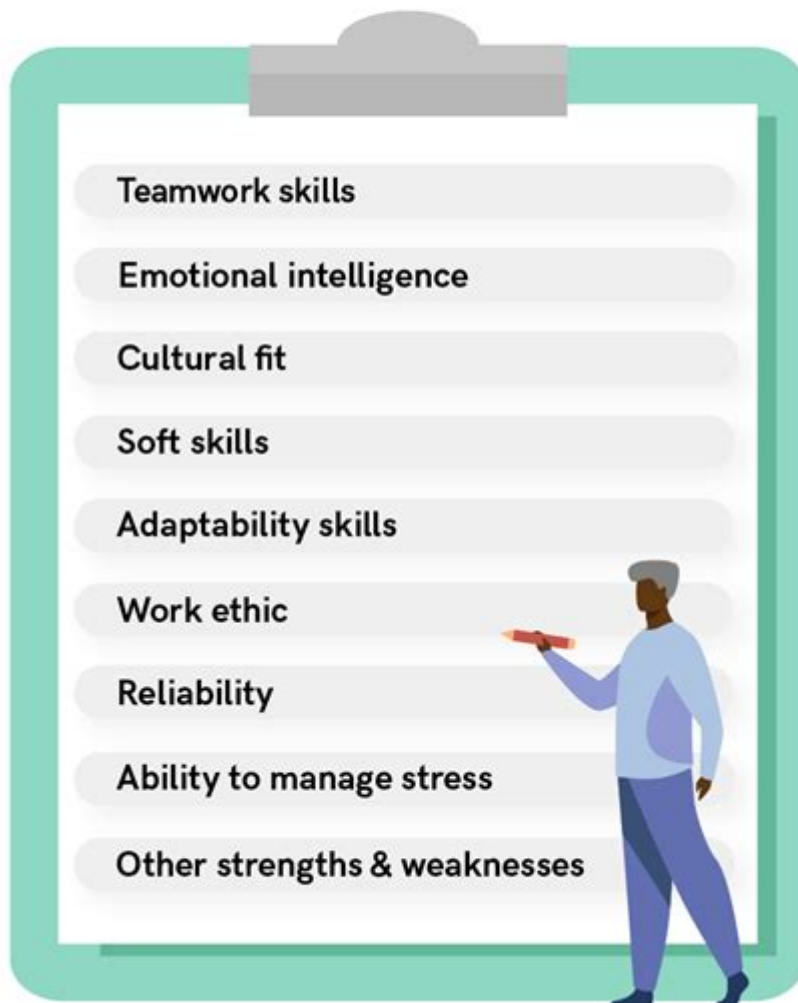 Teamwork skills
Emotional intelligence
Cultural fit
Soft skills
Adaptability skills
Work ethic
Reliability
Ability to manage stress
Other strengths & weaknesses